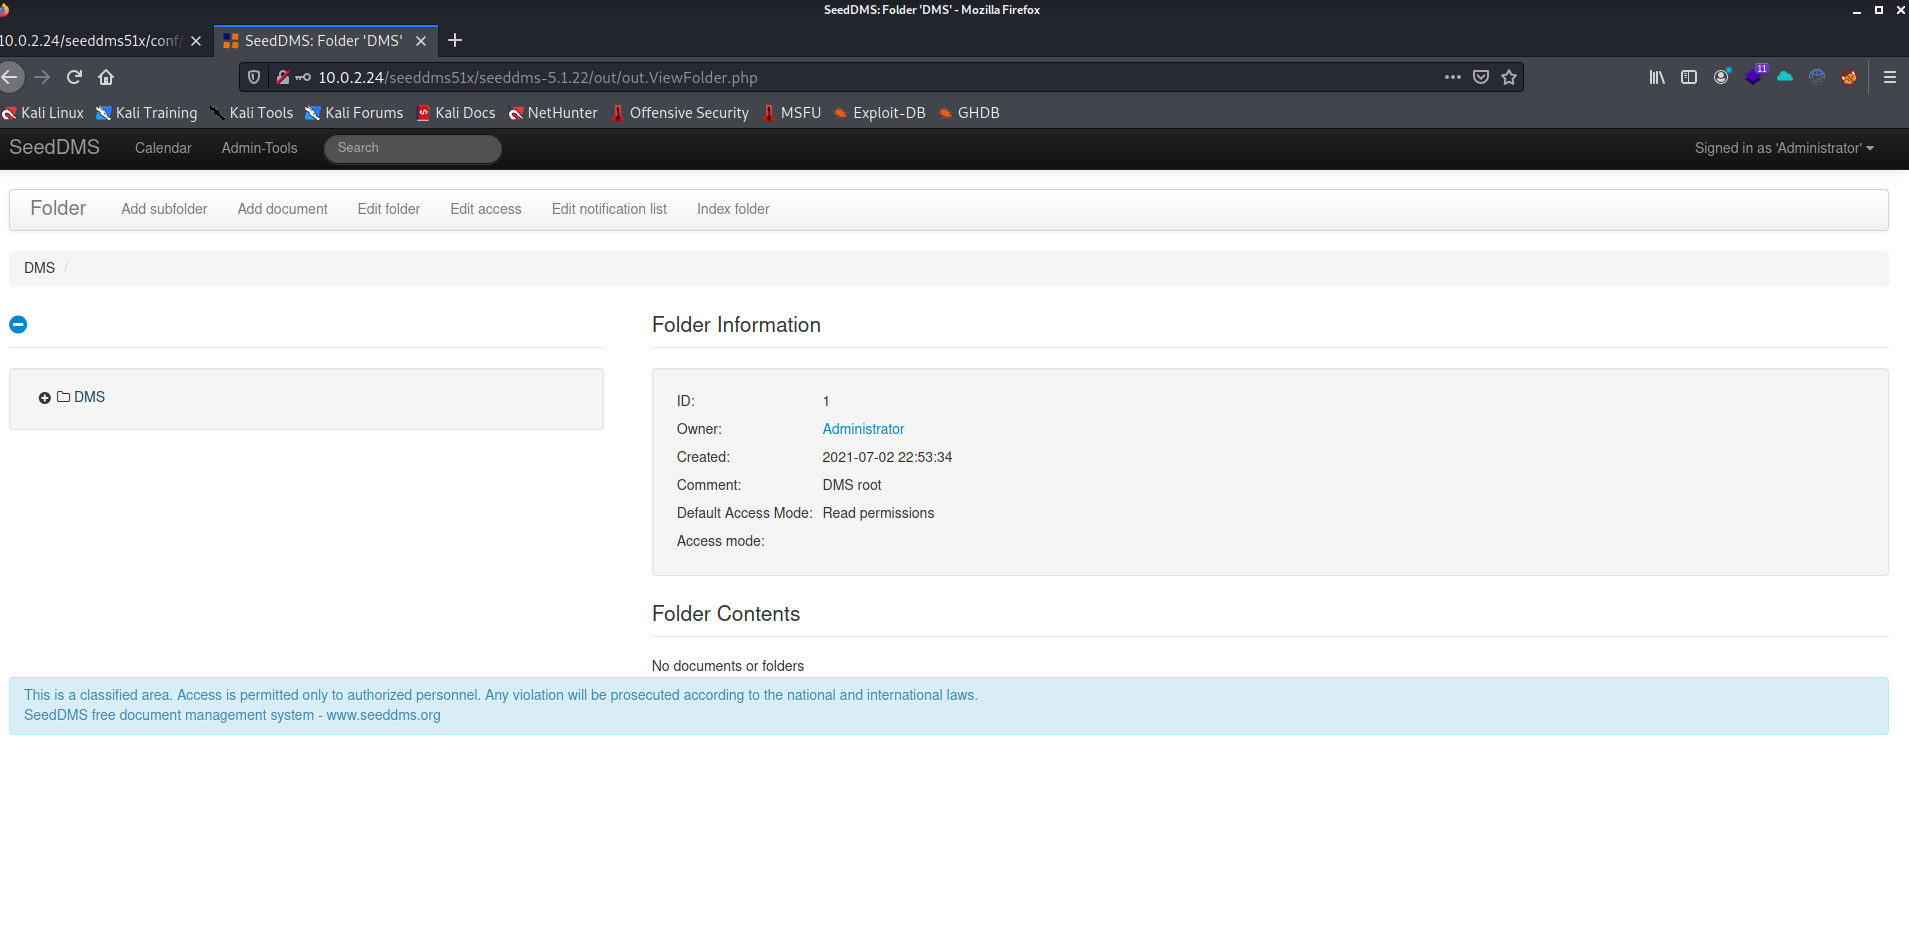 SeedDMS: Folder 'DMS' - Mozilla Firefox
10.0.2.24/seeddms51x/conf/
SeedDMS: Folder 'DMS'
10.0.2.24/seeddms51x/seeddms-5.1.22/out/out.ViewFolder.php
11
Kali Linux Kali Training Kali Tools Kali Forums Kali Docs NetHunter Offensive Security MSFU Exploit-DB GHDB
SeedDMS Calendar Admin-Tools Search Signed in as 'Administrator'
Folder Add subfolder Add document Edit folder Edit access Edit notification list Index folder
DMS /
DMS
Folder Information
ID: 1
Owner: Administrator
Created: 2021-07-02 22:53:34
Comment: DMS root
Default Access Mode: Read permissions
Access mode:
Folder Contents
No documents or folders
This is a classified area. Access is permitted only to authorized personnel. Any violation will be prosecuted according to the national and international laws.
SeedDMS free document management system - www.seeddms.org